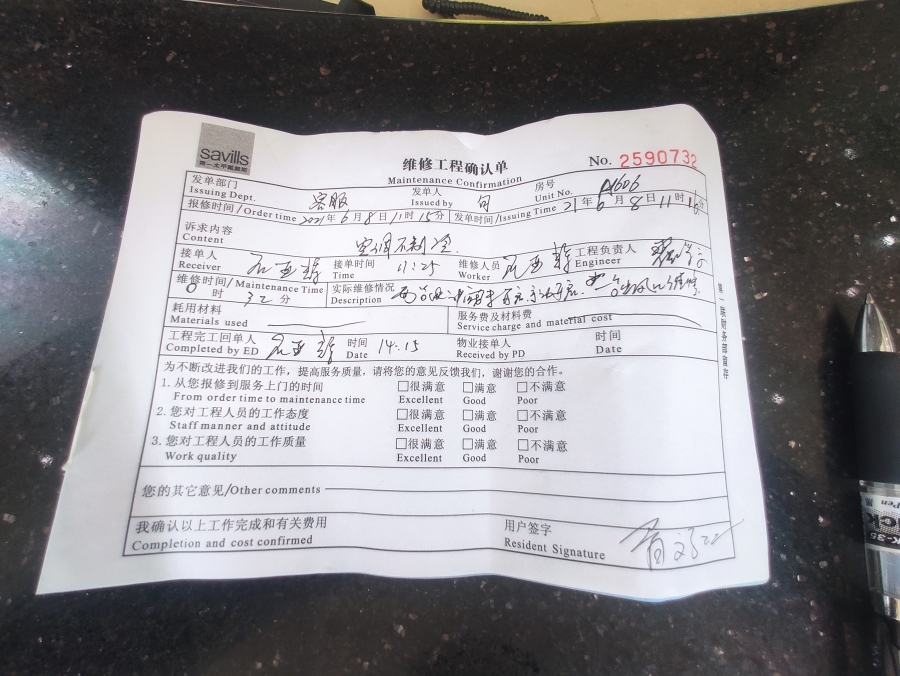 savills
第一太平戴维斯
维修工程确认单
Maintenance Confirmation
No. 2590732
发单部门 客服 发单人 房号 A1606
Issuing Dept. Issued by Unit No.
报修时间/Order time 2021年6月8日11时15分 发单时间/Issuing Time 21年6月8日11时16分
诉求内容 空调不制冷.
Content
接单人 接单时间 11:25 维修人员 工程负责人
Receiver Time Worker Engineer
维修时间/Maintenance Time 实际维修情况
0时32分 Description
耗用材料 服务费及材料费
Materials used Service charge and material cost
工程完工回单人 时间 14.15 物业接单人 时间
Completed by ED Date Received by PD Date
为不断改进我们的工作，提高服务质量，请将您的意见反馈我们，谢谢您的合作。
1. 从您报修到服务上门的时间 □很满意 □满意 □不满意
From order time to maintenance time Excellent Good Poor
2. 您对工程人员的工作态度 □很满意 □满意 □不满意
Staff manner and attitude Excellent Good Poor
3. 您对工程人员的工作质量 □很满意 □满意 □不满意
Work quality Excellent Good Poor
您的其它意见/Other comments
我确认以上工作完成和有关费用 用户签字
Completion and cost confirmed Resident Signature
第一联财务部留存